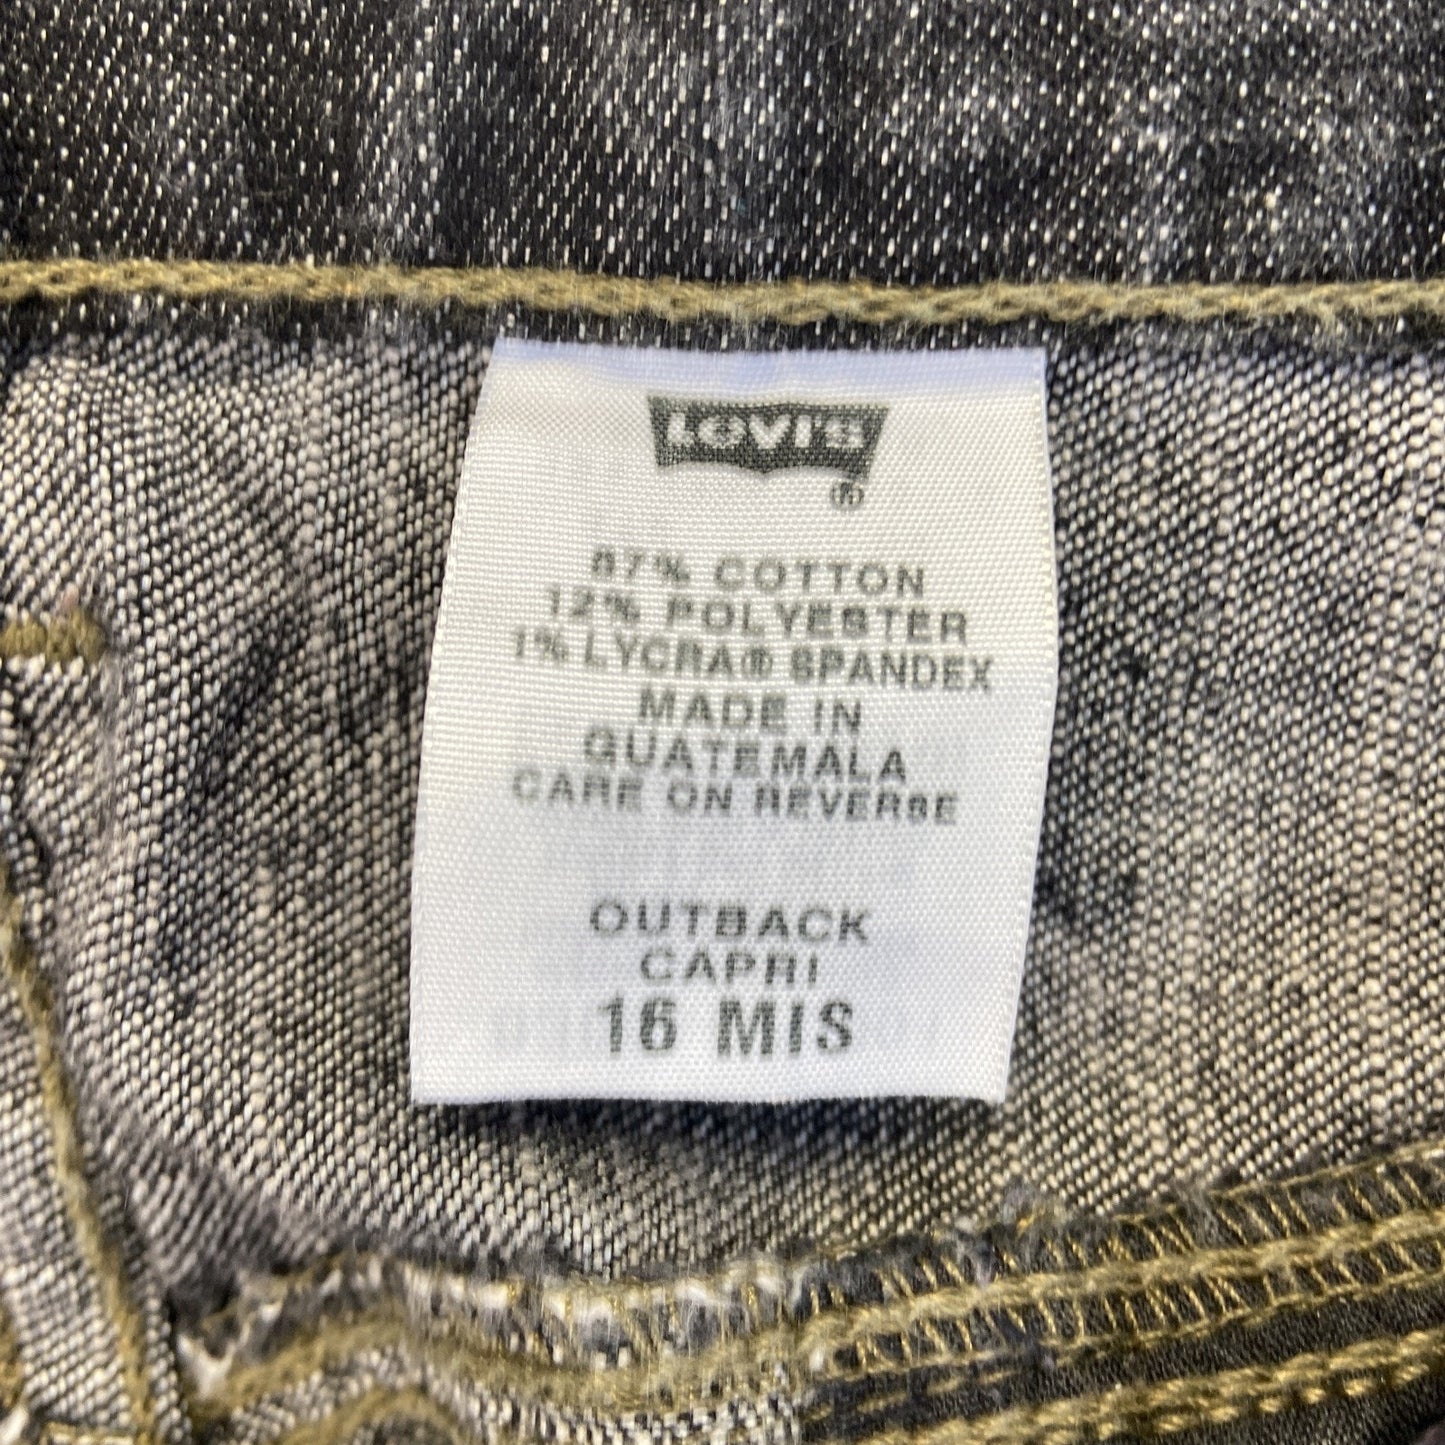 Levi's
®
87% COTTON
12% POLYESTER
1% LYCRA® SPANDEX
MADE IN
GUATEMALA
CARE ON REVERSE
OUTBACK
CAPRI
16 MIS